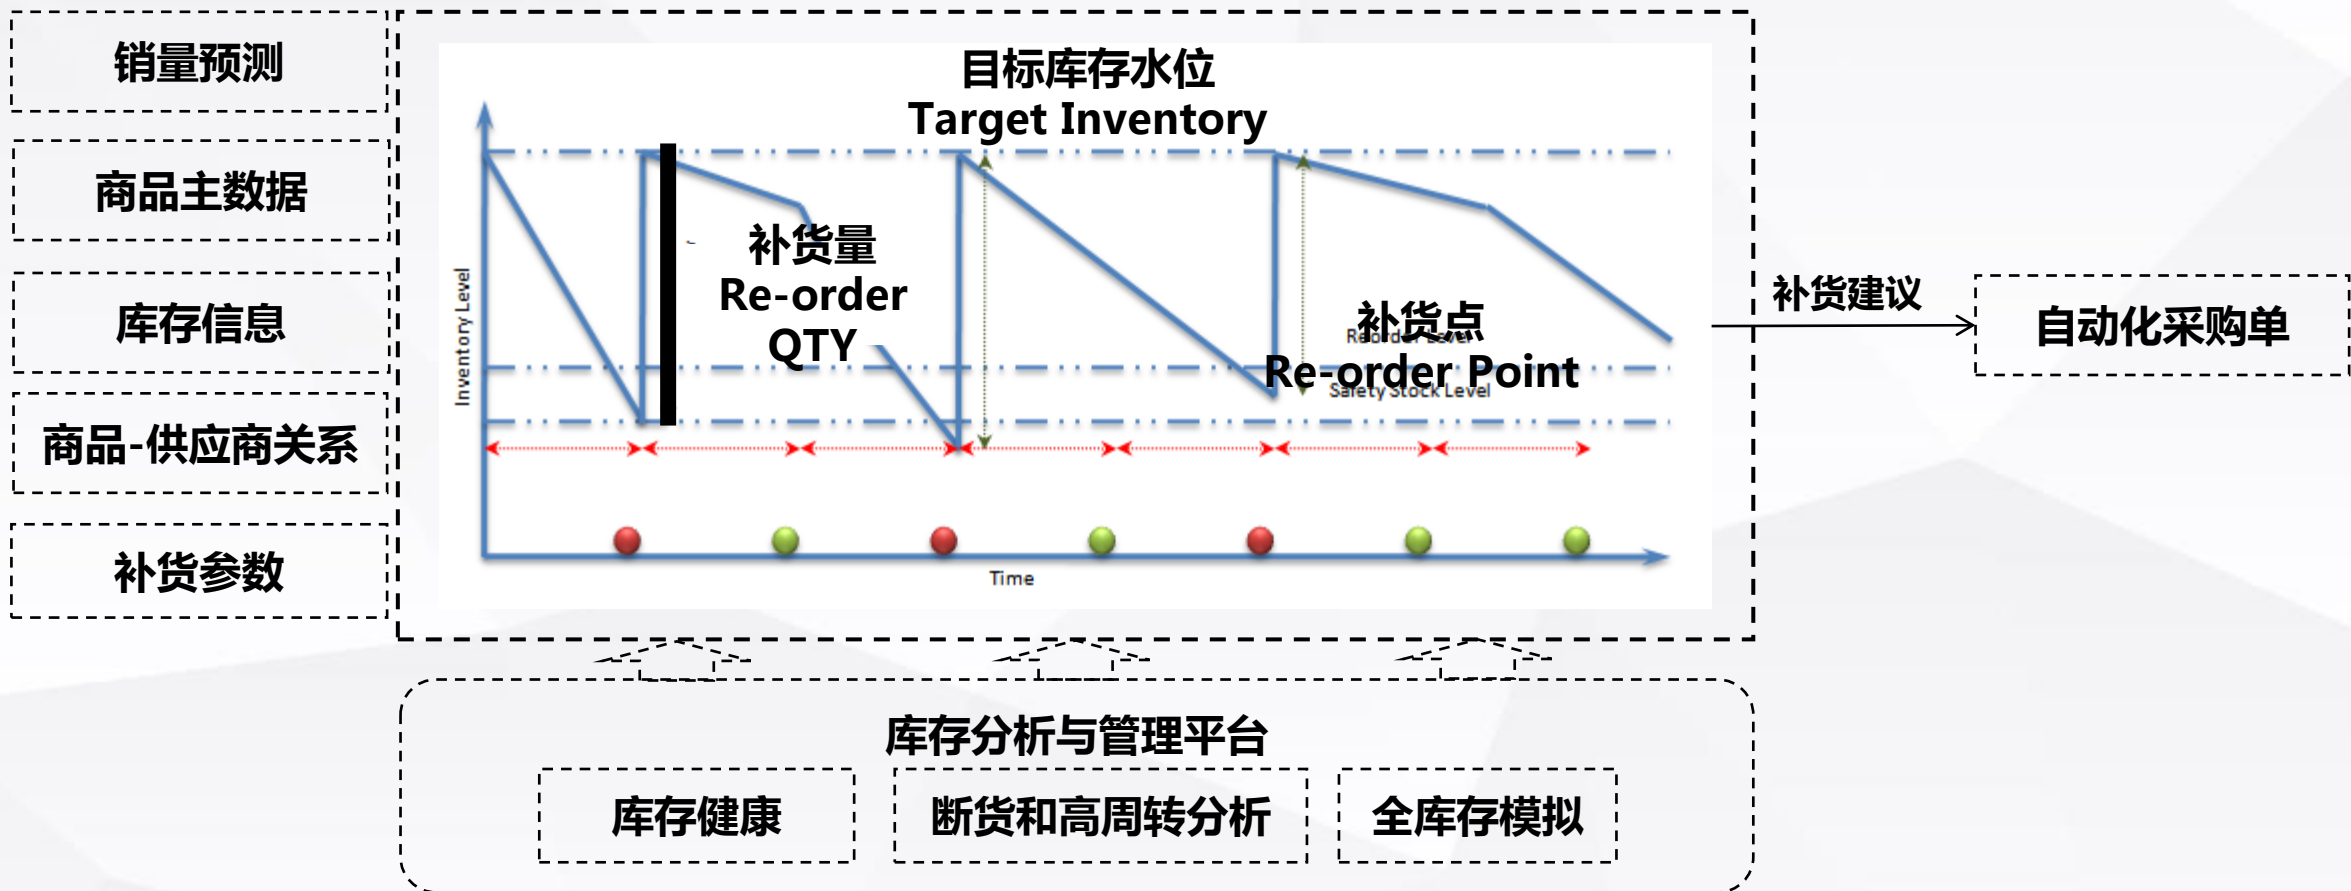 销量预测
商品主数据
库存信息
商品-供应商关系
补货参数
目标库存水位
Target Inventory
Inventory Level
补货量
Re-order
QTY
补货点
Reorder Level
Re-order Point
Safety Stock Level
Time
补货建议
自动化采购单
库存分析与管理平台
库存健康
断货和高周转分析
全库存模拟